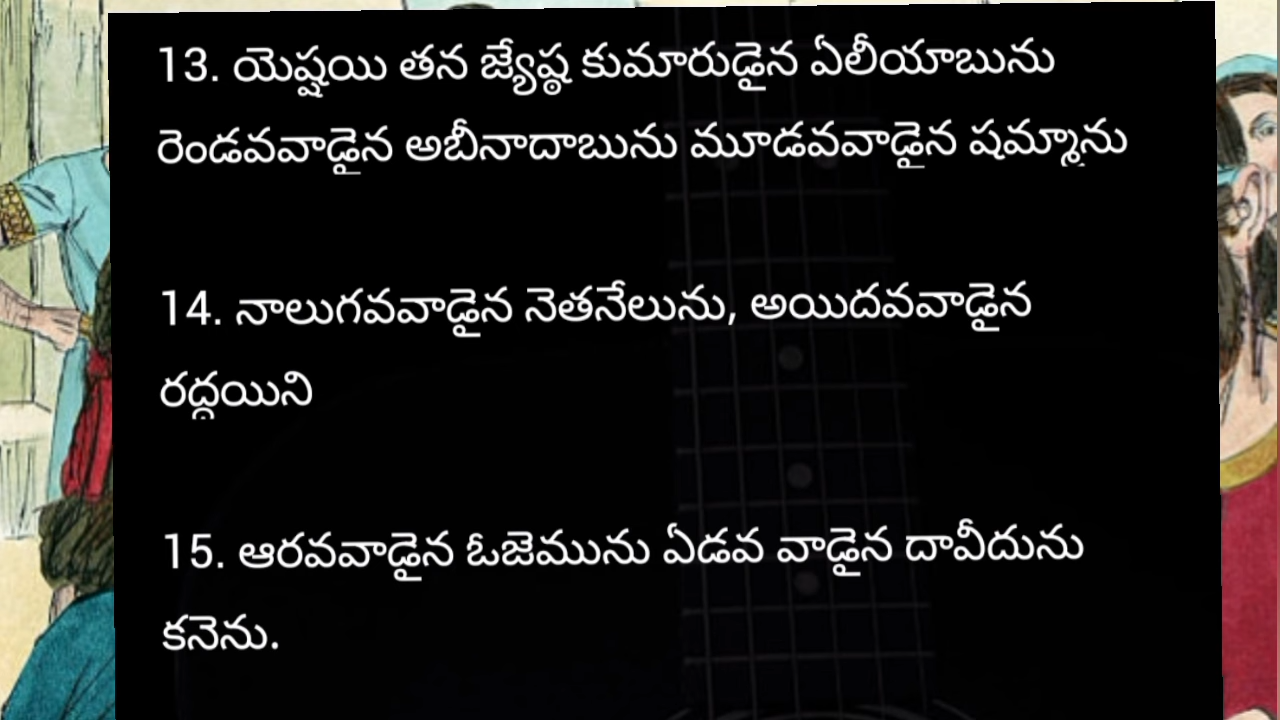 13. యెష్షయి తన జ్యేష్ఠ కుమారుడైన ఏలీయాబును
రెండవవాడైన అబీనాదాబును మూడవవాడైన షమ్మాను
14. నాలుగవవాడైన నెతనేలును, అయిదవవాడైన
రద్దయిని
15. ఆరవవాడైన ఓజెమును ఏడవ వాడైన దావీదును
కనెను.